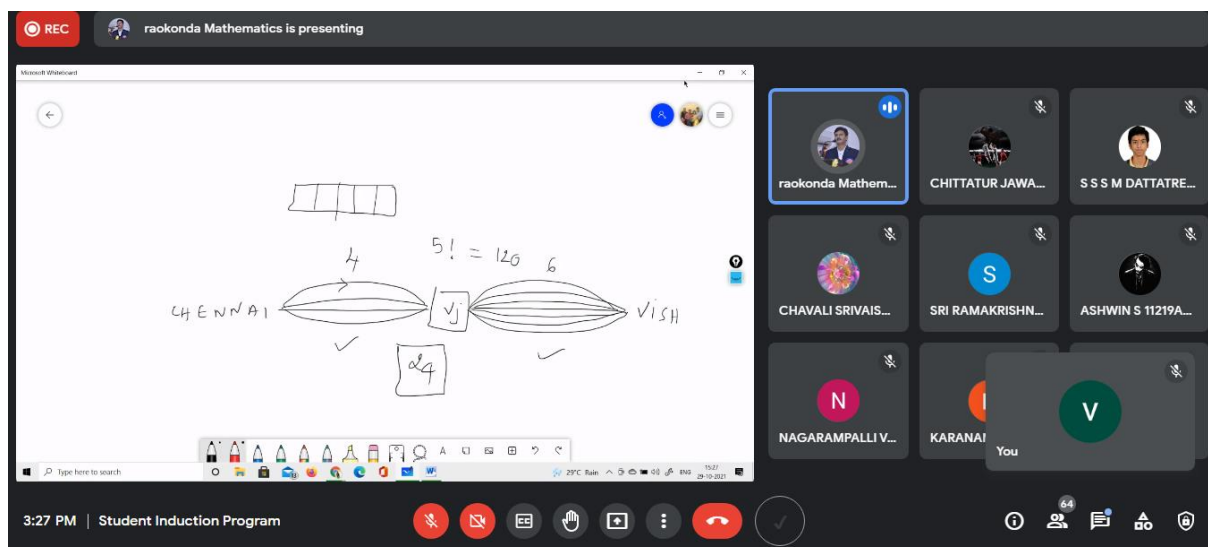 REC
raokonda Mathematics is presenting
Microsoft Whiteboard
5! = 120
4
6
CHENNAI
Vj
VISH
24
Type here to search
29°C Rain
ENG
15:27
29-10-2021
raokonda Mathem...
CHITTATUR JAWA...
S S S M DATTATRE...
CHAVALI SRIVAIS...
S
SRI RAMAKRISHN...
ASHWIN S 11219A...
N
NAGARAMPALLI V...
KARANAI
V
You
3:27 PM | Student Induction Program
CC
64